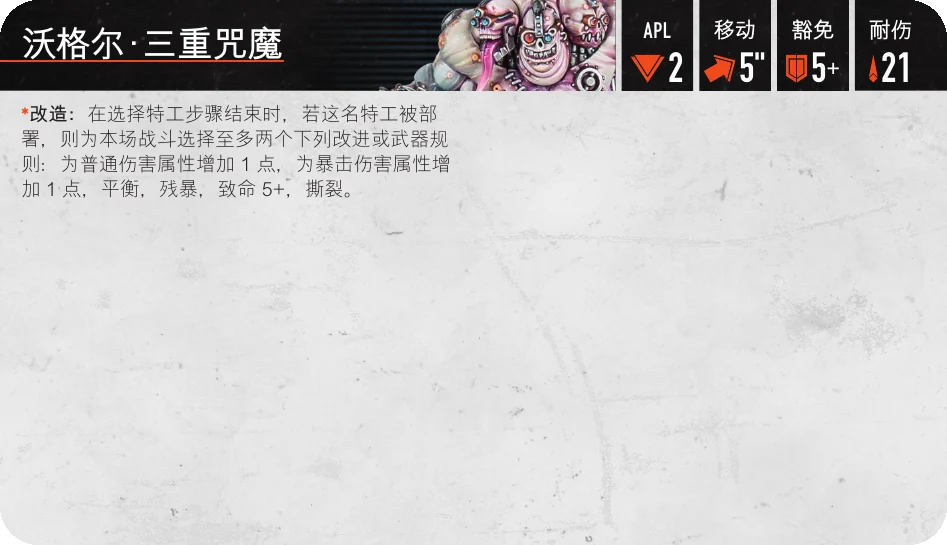 沃格尔·三重咒魔
APL
2
移动
5"
豁免
5+
耐伤
21
*改造：在选择特工步骤结束时，若这名特工被部
署，则为本场战斗选择至多两个下列改进或武器规
则：为普通伤害属性增加 1 点，为暴击伤害属性增
加 1 点，平衡，残暴，致命 5+，撕裂。